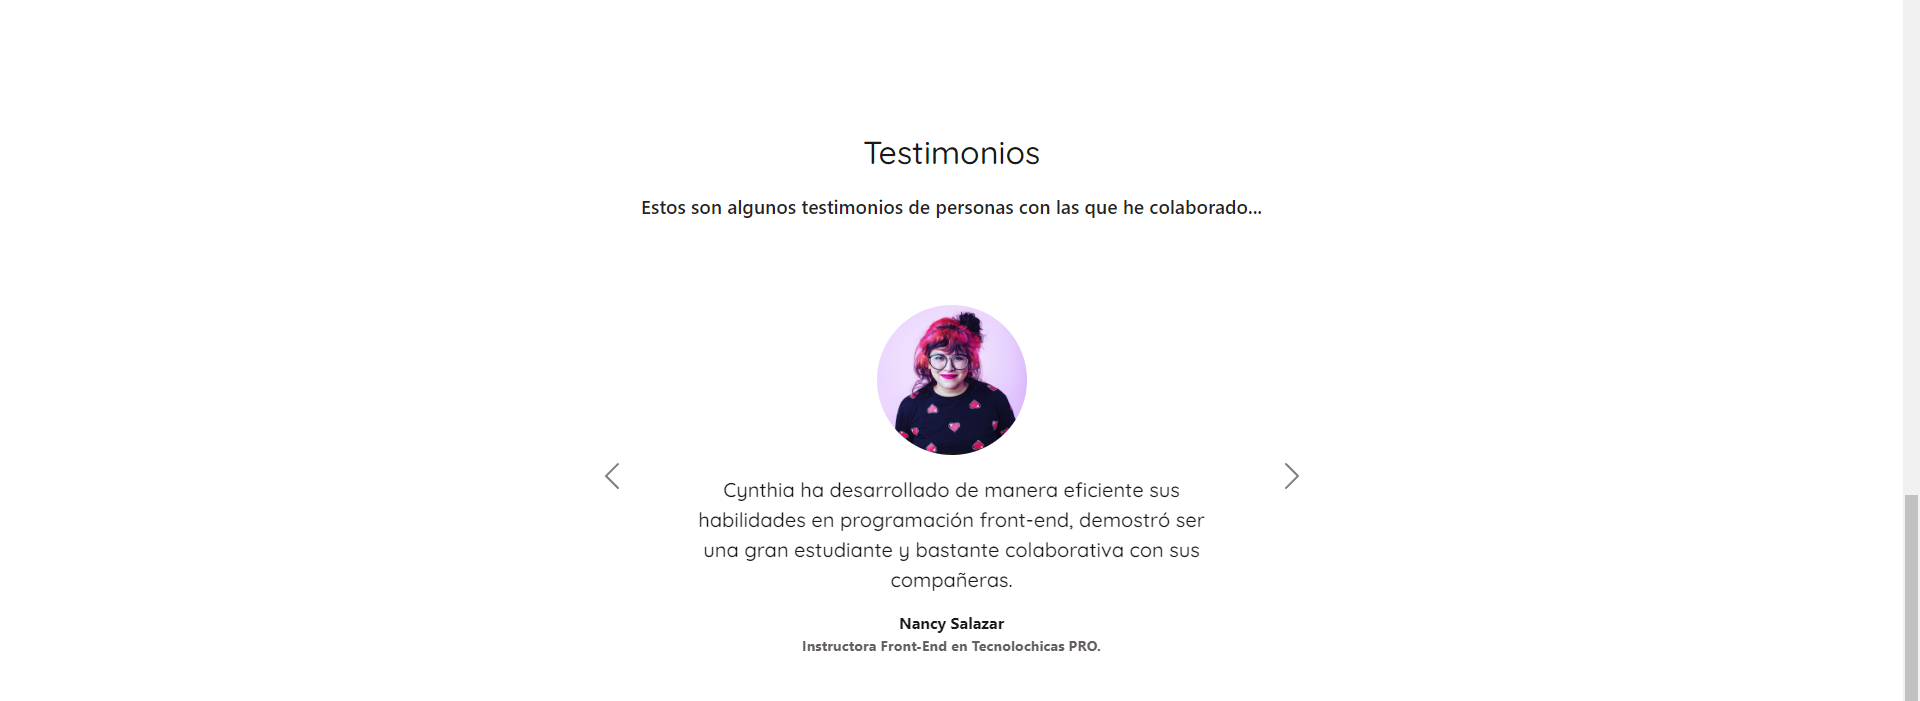 Testimonios
Estos son algunos testimonios de personas con las que he colaborado...
Cynthia ha desarrollado de manera eficiente sus
habilidades en programación front-end, demostró ser
una gran estudiante y bastante colaborativa con sus
compañeras.
Nancy Salazar
Instructora Front-End en Tecnolochicas PRO.